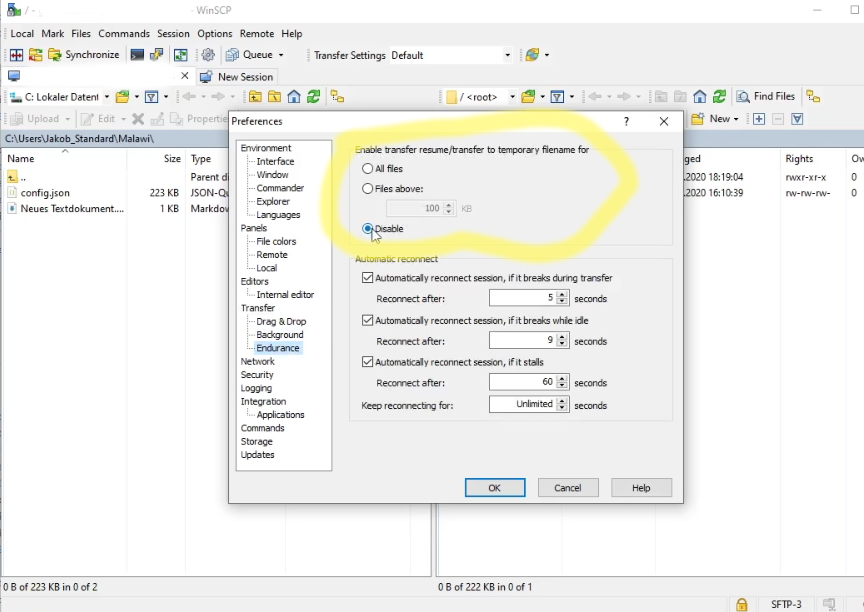 / - - WinSCP
Local Mark Files Commands Session Options Remote Help
Synchronize Queue Transfer Settings Default
New Session
C: Lokaler Datent / <root> Find Files
Upload Edit Properties New
C:\Users\Jakob_Standard\Malawi\
Name Size Type ged Rights Ow
.. Parent di .2020 18:19:04 rwxr-xr-x 0
config.json 223 KB JSON-Qu .2020 16:10:39 rw-rw-rw- 0
Neues Textdokument.... 1 KB Markdow
Preferences ?
Environment
Interface
Window
Commander
Explorer
Languages
Panels
File colors
Remote
Local
Editors
Internal editor
Transfer
Drag & Drop
Background
Endurance
Network
Security
Logging
Integration
Applications
Commands
Storage
Updates
Enable transfer resume/transfer to temporary filename for
All files
Files above:
100 KB
Disable
Automatic reconnect
Automatically reconnect session, if it breaks during transfer
Reconnect after: 5 seconds
Automatically reconnect session, if it breaks while idle
Reconnect after: 9 seconds
Automatically reconnect session, if it stalls
Reconnect after: 60 seconds
Keep reconnecting for: Unlimited seconds
OK Cancel Help
0 B of 223 KB in 0 of 2 0 B of 222 KB in 0 of 1
SFTP-3